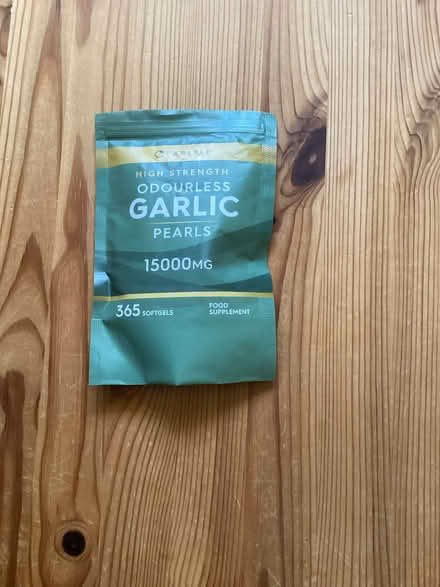 HIGH STRENGTH
ODOURLESS
GARLIC
PEARLS
15000MG
365 SOFTGELS
FOOD
SUPPLEMENT